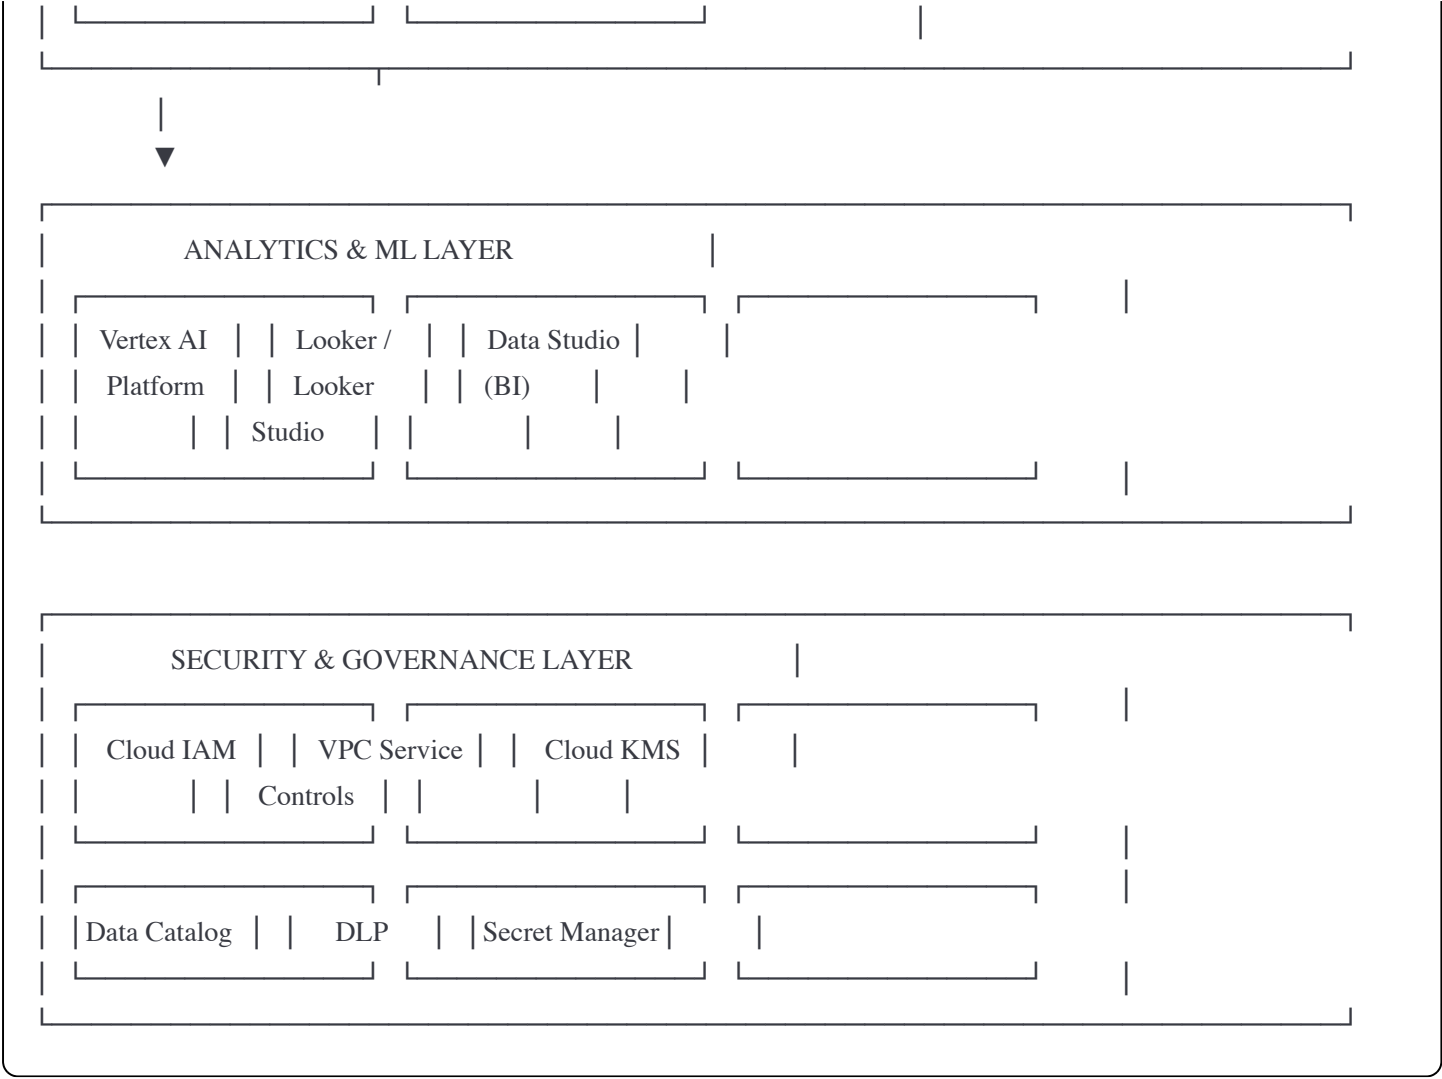 ANALYTICS & ML LAYER
Vertex AI Looker / Data Studio
Platform Looker (BI)
Studio
SECURITY & GOVERNANCE LAYER
Cloud IAM VPC Service Cloud KMS
Controls
Data Catalog DLP Secret Manager